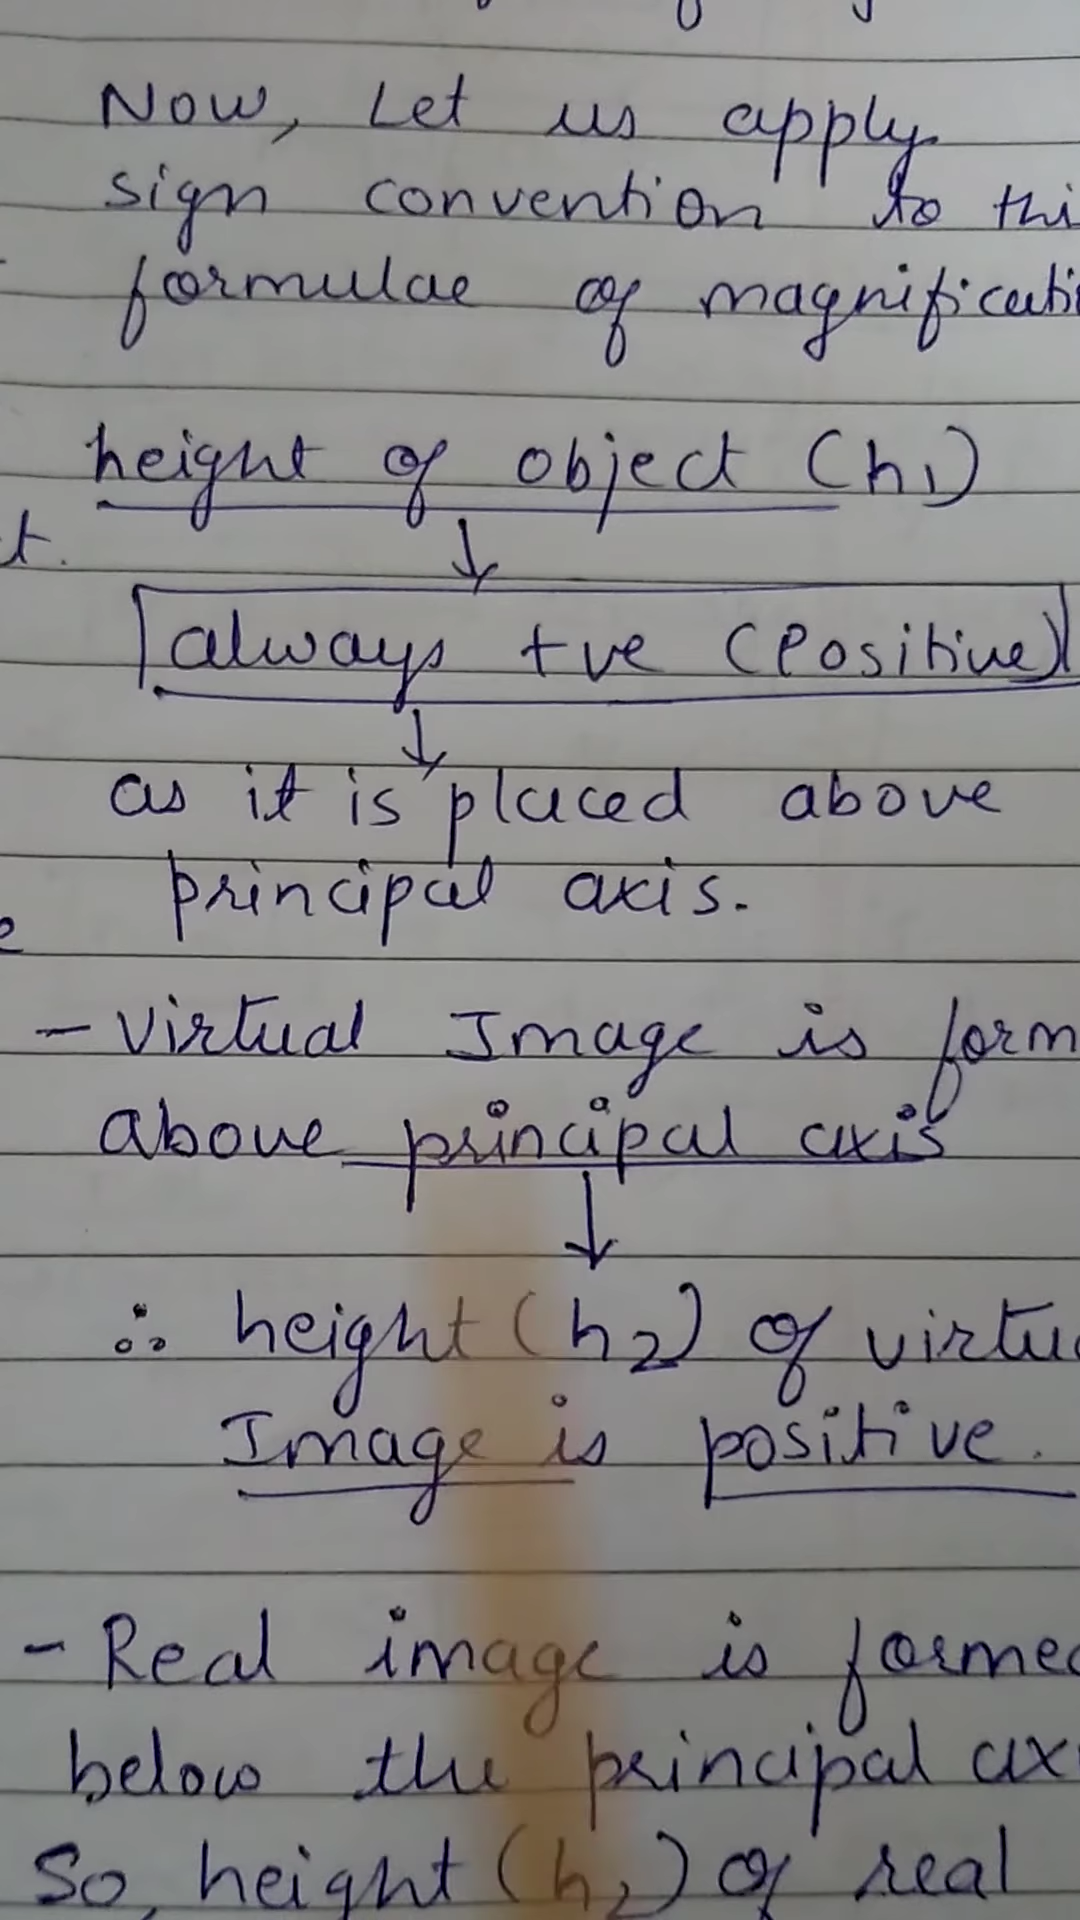 Now, Let us apply
sign convention to thi
formulae of magnificati
height of object (h1)
t.
↓
always +ve (Positive)
↓
as it is placed above
principal axis.
e
- Virtual Image is form
above principal axis
↓
∴ height (h2) of virtu
Image is positive.
- Real image is forme
below the principal ax
So, height (h2) of real